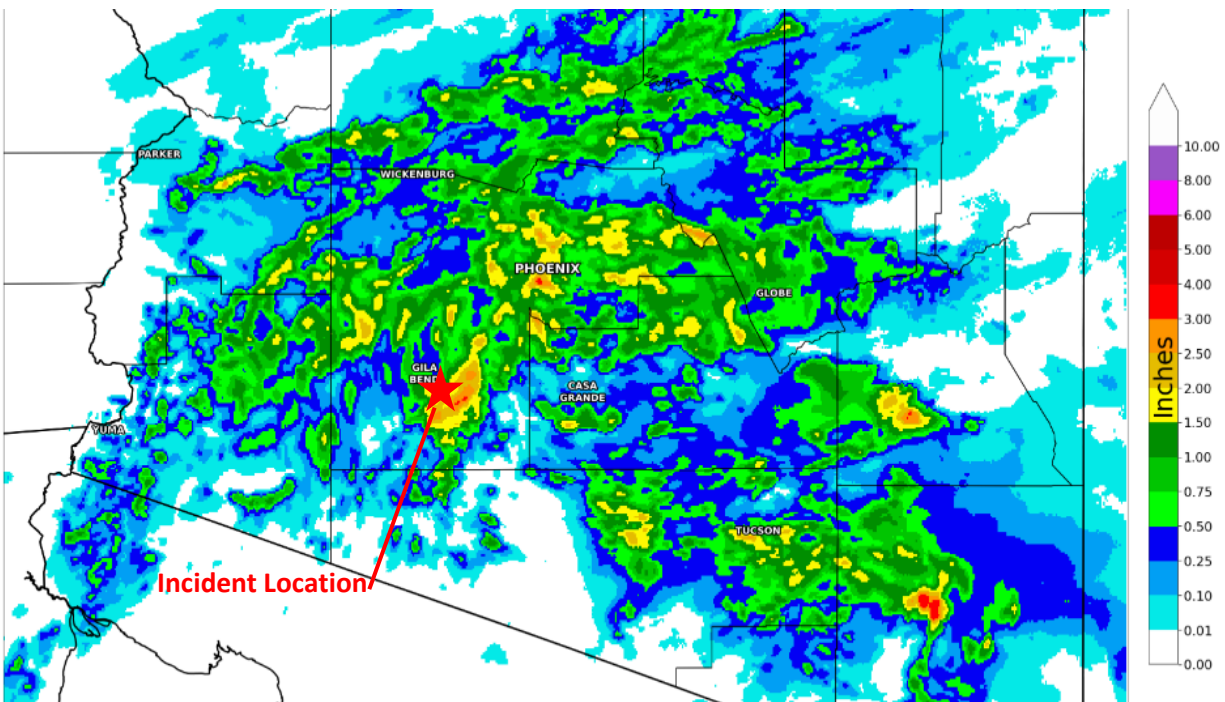 PARKER
WICKENBURG
PHOENIX
GLOBE
GILA
BEND
CASA
GRANDE
YUMA
TUCSON
Incident Location
10.00
8.00
6.00
5.00
4.00
3.00
2.50
2.00
1.50
1.00
0.75
0.50
0.25
0.10
0.01
0.00
Inches